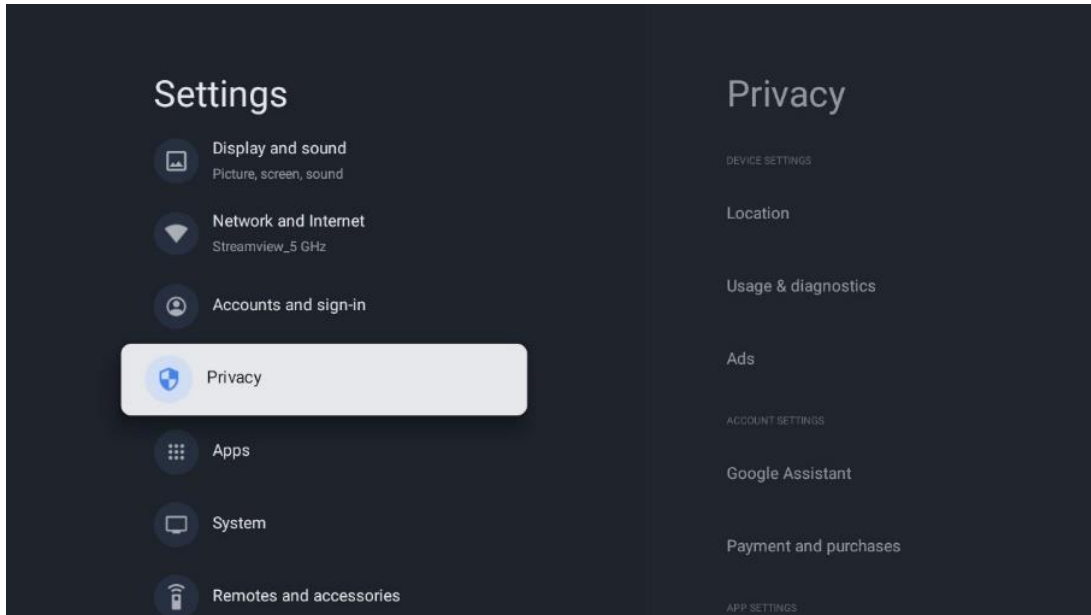 Settings
Display and sound
Picture, screen, sound
Network and Internet
Streamview_5 GHz
Accounts and sign-in
Privacy
Apps
System
Remotes and accessories
Privacy
DEVICE SETTINGS
Location
Usage & diagnostics
Ads
ACCOUNT SETTINGS
Google Assistant
Payment and purchases
APP SETTINGS